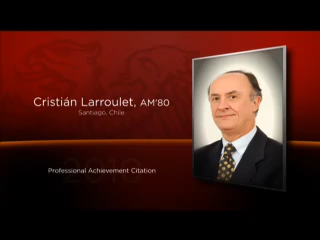 Cristián Larroulet, AM'80
Santiago, Chile
Professional Achievement Citation